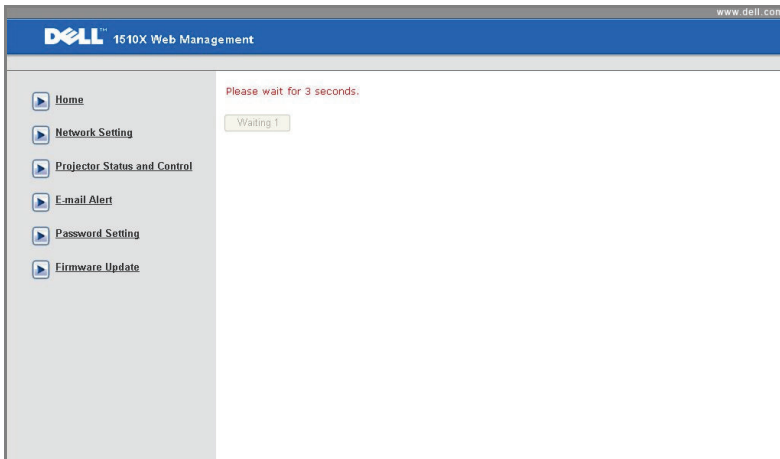 www.dell.com
DELL™ 1510X Web Management
Home
Network Setting
Projector Status and Control
E-mail Alert
Password Setting
Firmware Update
Please wait for 3 seconds.
Waiting 1